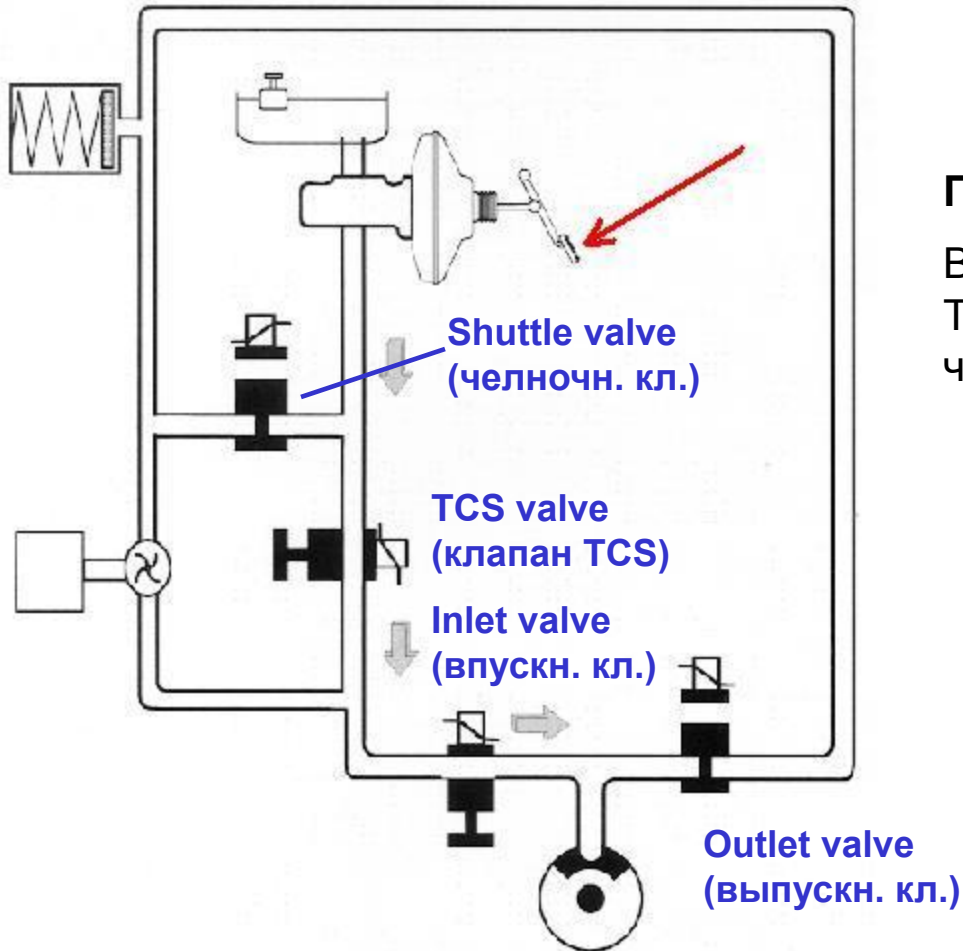 Shuttle valve
(челночн. кл.)
TCS valve
(клапан TCS)
Inlet valve
(впускн. кл.)
Outlet valve
(выпускн. кл.)